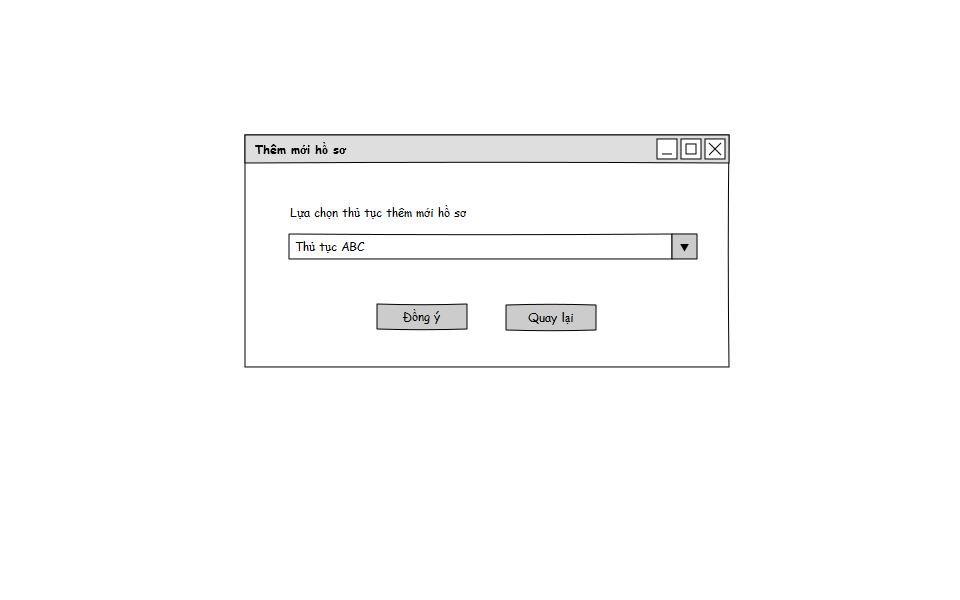 Thêm mới hồ sơ
Lựa chọn thủ tục thêm mới hồ sơ
Thủ tục ABC
Đồng ý
Quay lại